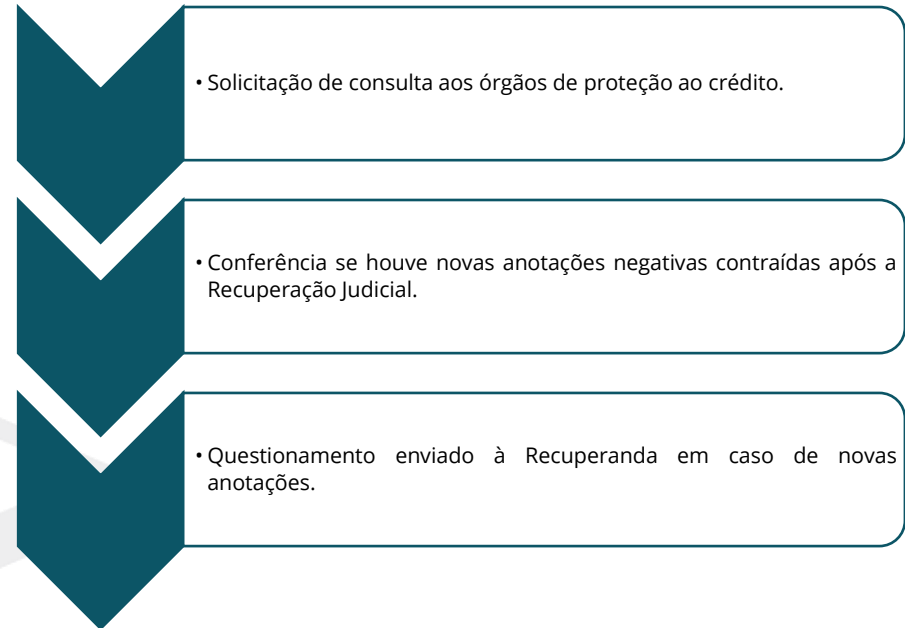 • Solicitação de consulta aos órgãos de proteção ao crédito.
• Conferência se houve novas anotações negativas contraídas após a
Recuperação Judicial.
• Questionamento enviado à Recuperanda em caso de novas
anotações.